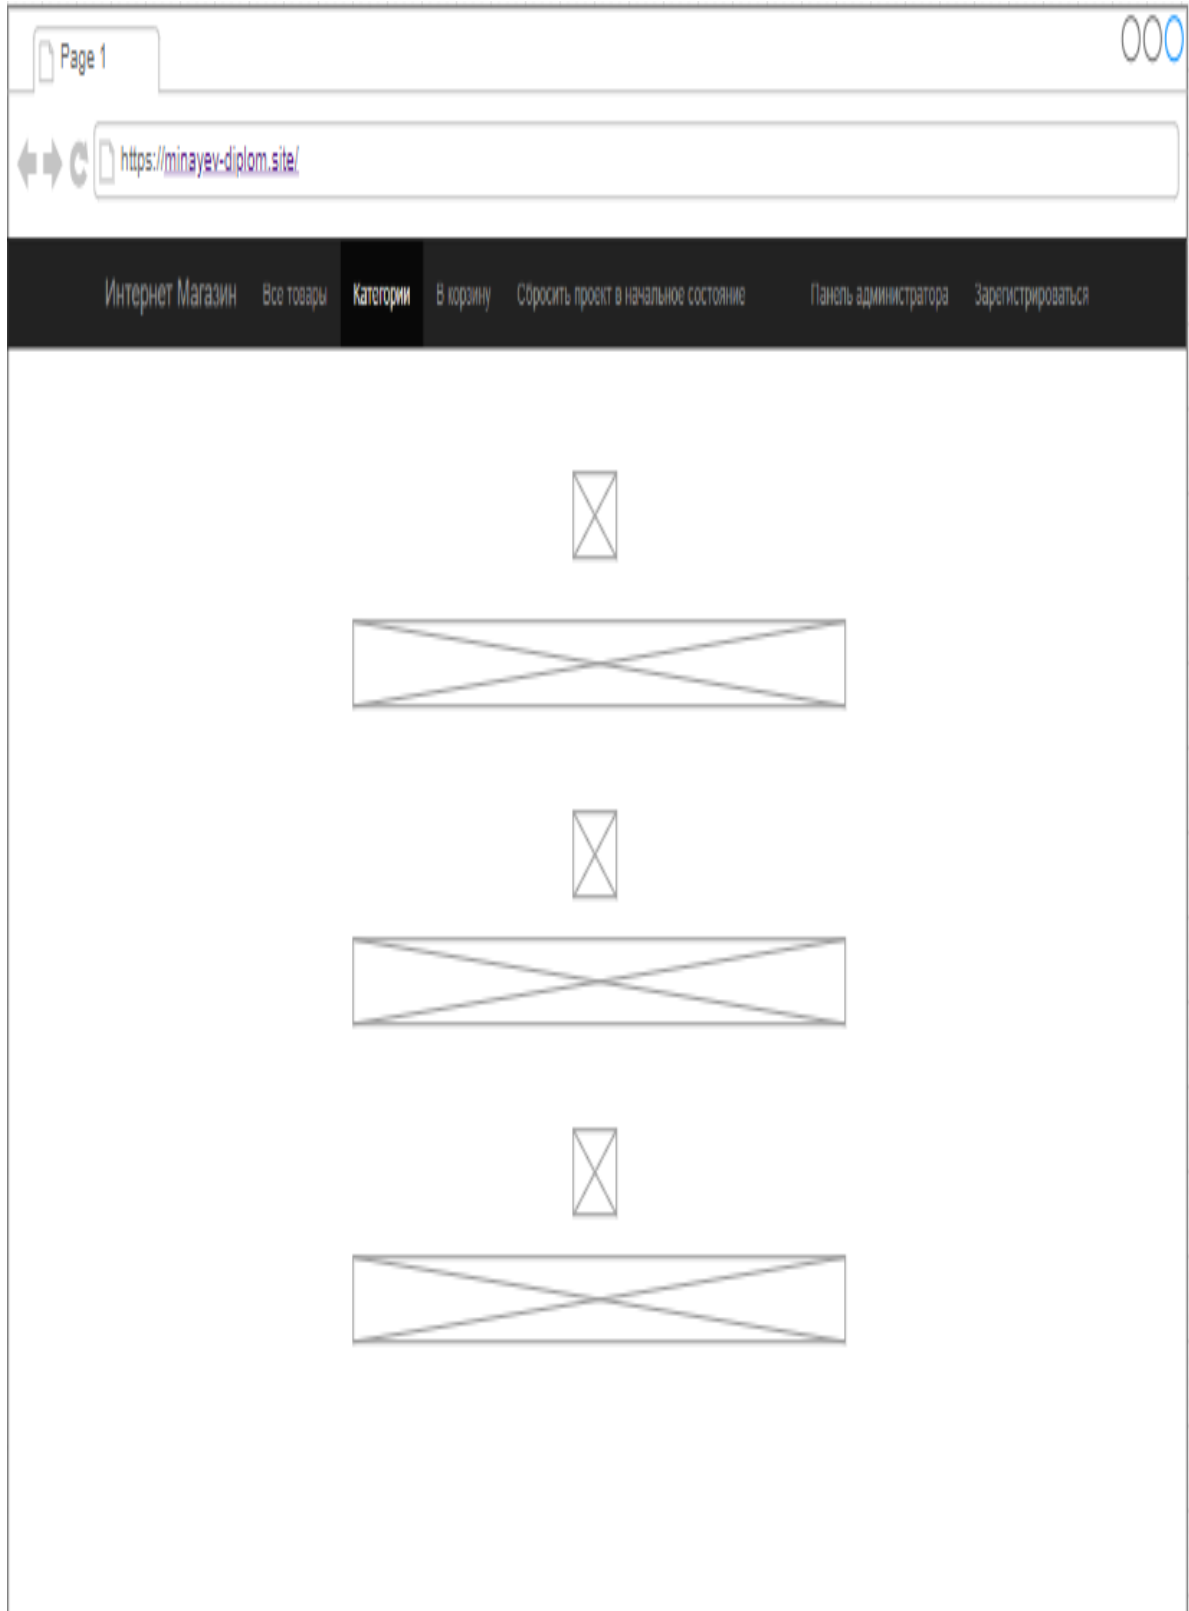 Page 1
https://minayev-diplom.site/
Интернет Магазин Все товары Категории В корзину Сбросить проект в начальное состояние Панель администратора Зарегистрироваться